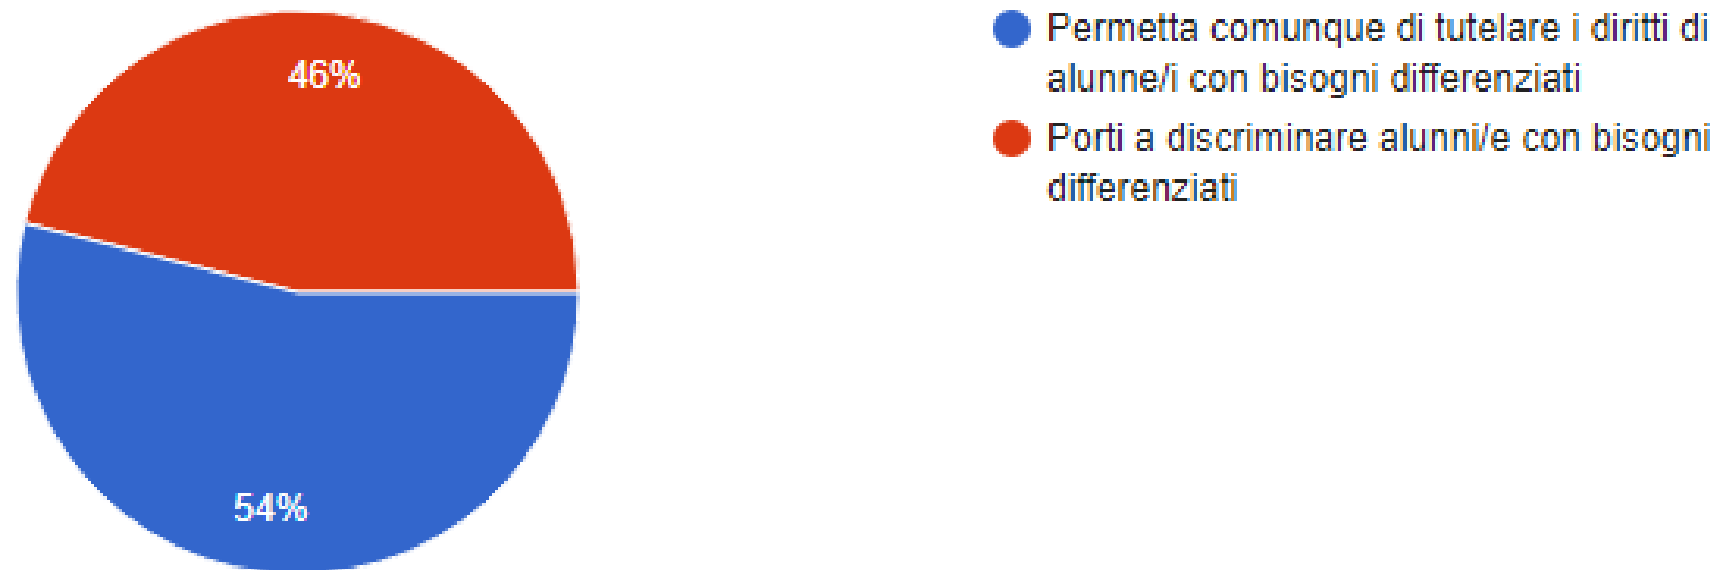 46%
54%
Permetta comunque di tutelare i diritti di
alunne/i con bisogni differenziati
Porti a discriminare alunni/e con bisogni
differenziati